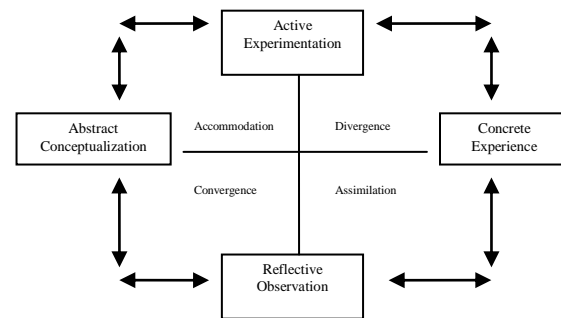 Active
Experimentation
Abstract
Conceptualization
Accommodation
Divergence
Concrete
Experience
Convergence
Assimilation
Reflective
Observation